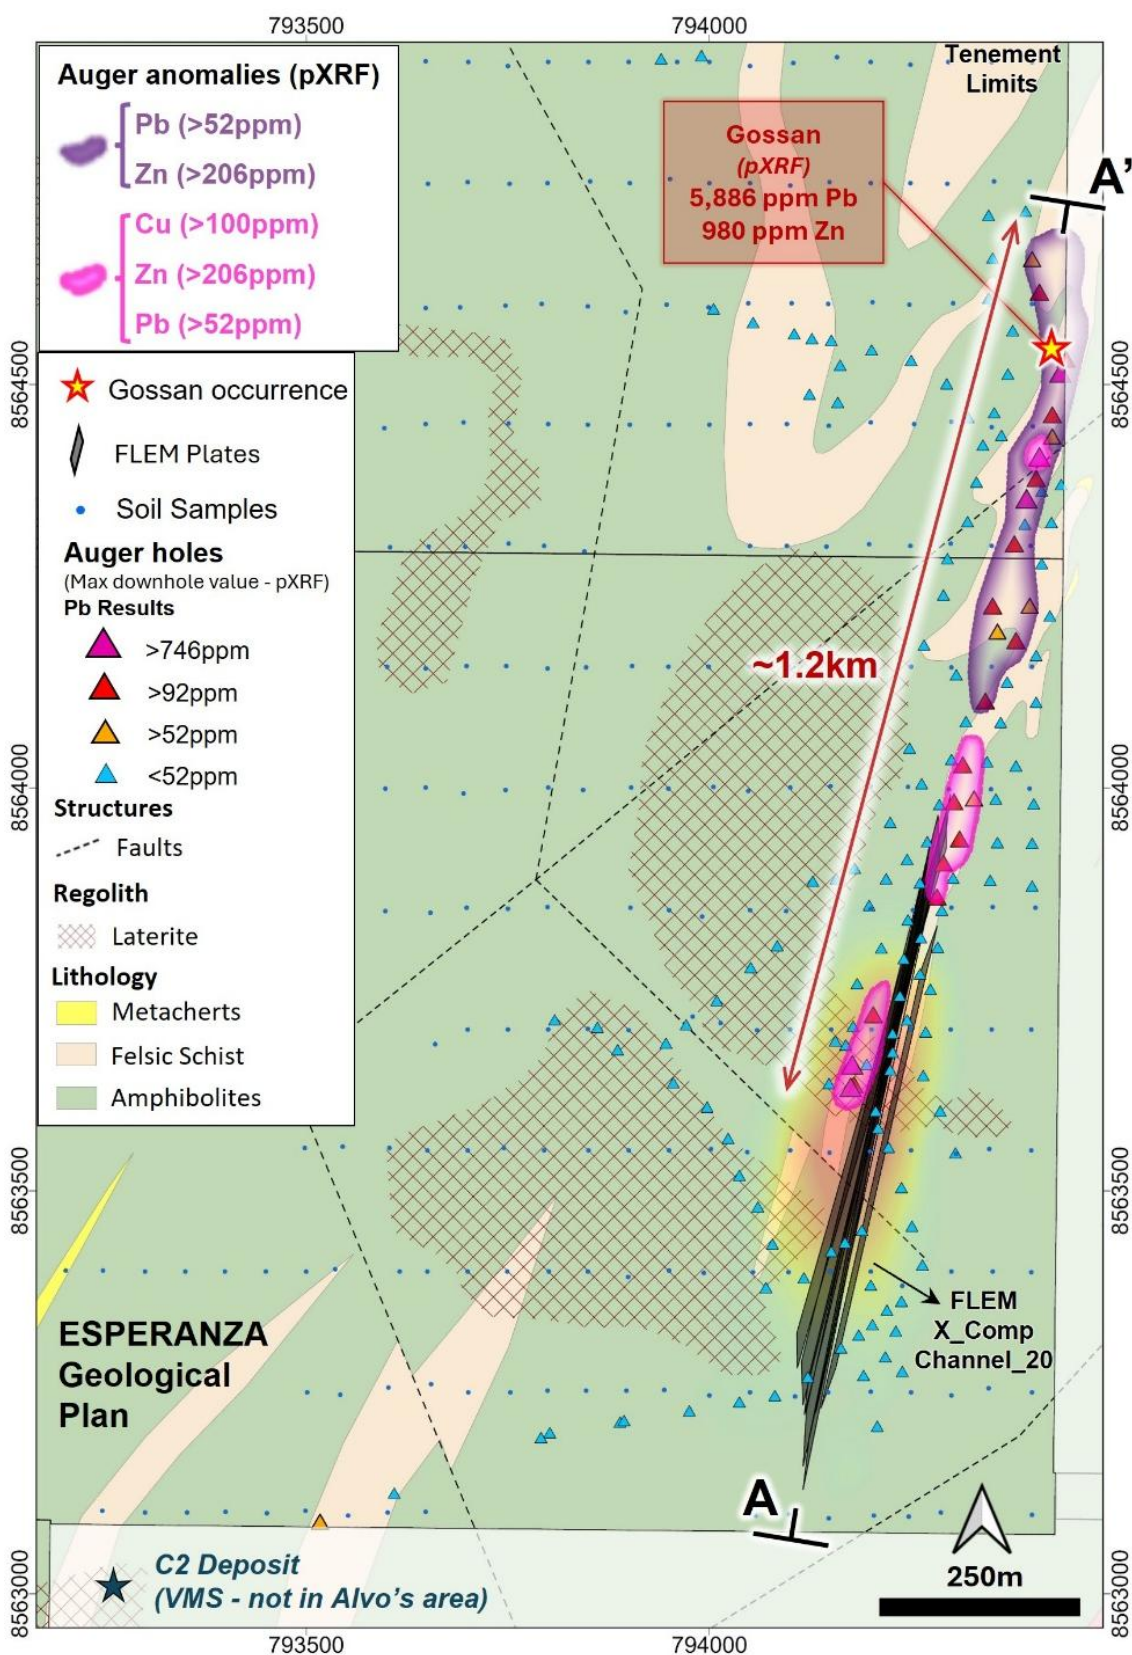 793500
794000
Tenement
Limits
Auger anomalies (pXRF)
Pb (>52ppm)
Zn (>206ppm)
Cu (>100ppm)
Zn (>206ppm)
Pb (>52ppm)
Gossan
(pXRF)
5,886 ppm Pb
980 ppm Zn
A'
8564500
8564500
Gossan occurrence
FLEM Plates
Soil Samples
Auger holes
(Max downhole value - pXRF)
Pb Results
>746ppm
>92ppm
>52ppm
<52ppm
~1.2km
8564000
8564000
Structures
Faults
Regolith
Laterite
Lithology
Metacherts
Felsic Schist
Amphibolites
8563500
8563500
FLEM
X_Comp
Channel_20
ESPERANZA
Geological
Plan
A
250m
C2 Deposit
(VMS - not in Alvo's area)
8563000
8563000
793500
794000